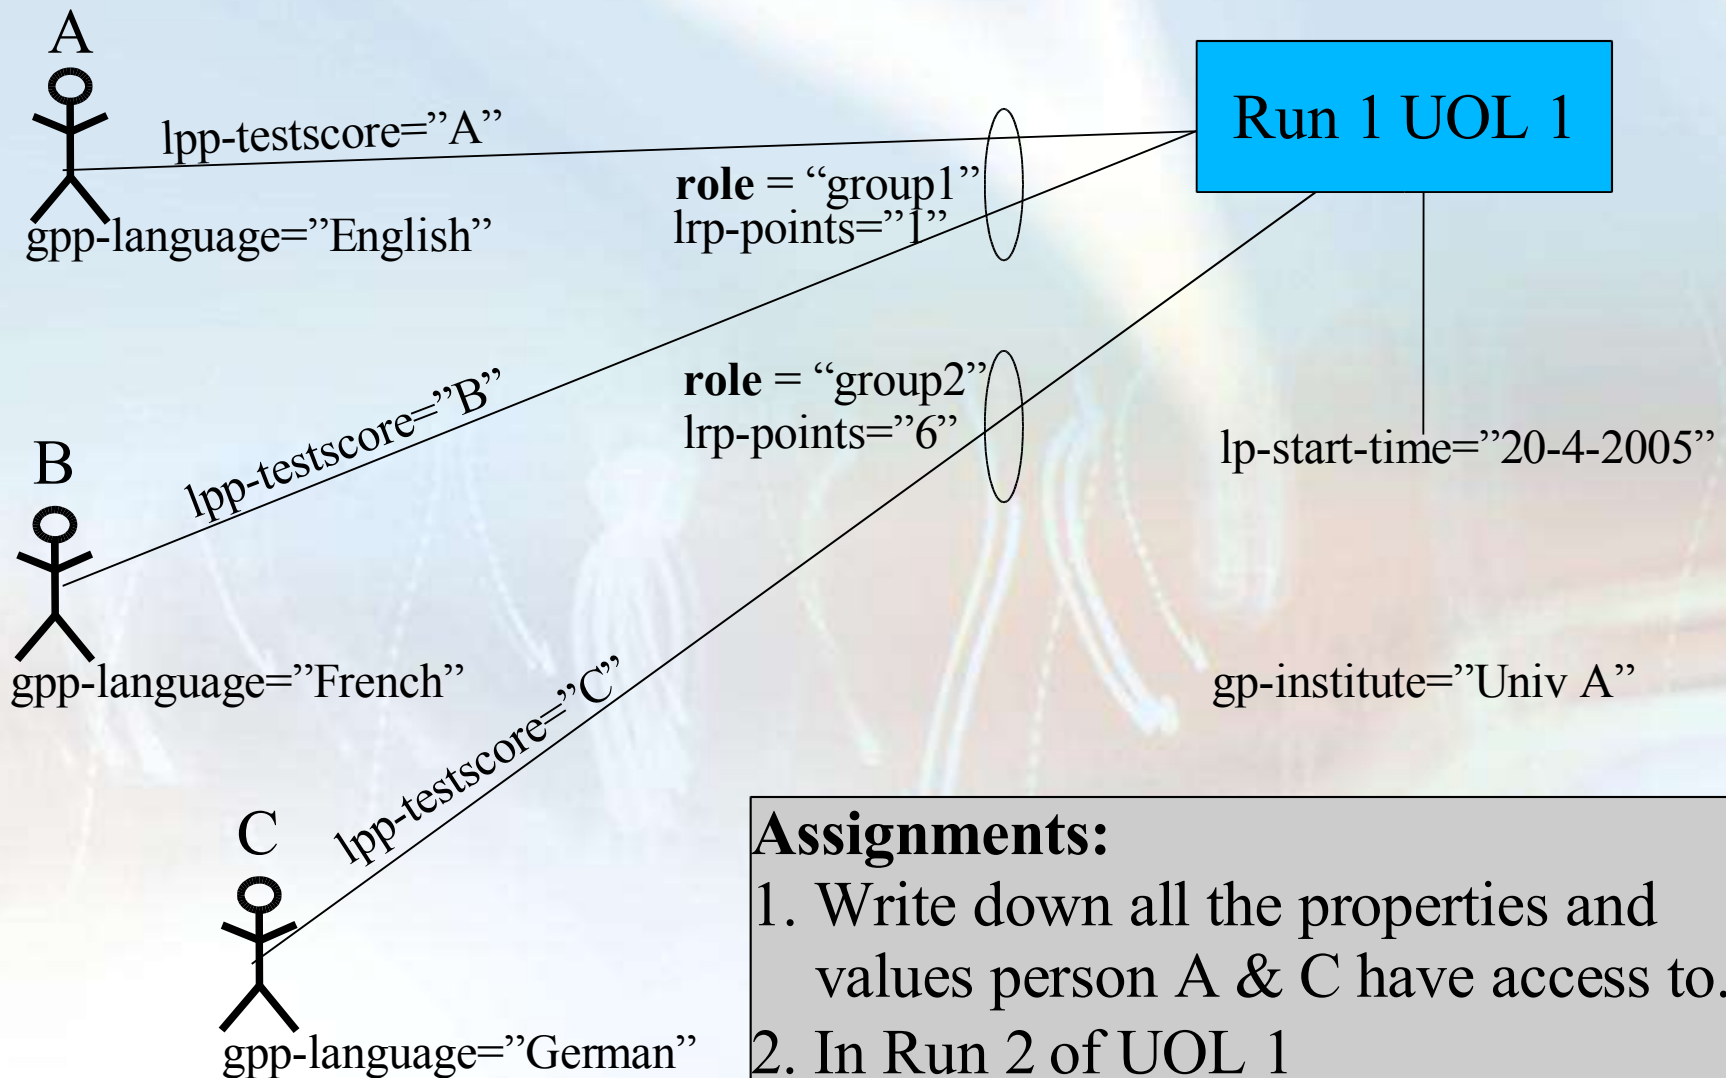 A
lpp-testscore=”A”
gpp-language=”English”
role = “group1”
lrp-points=”1”
Run 1 UOL 1
B
lpp-testscore=”B”
gpp-language=”French”
role = “group2”
lrp-points=”6”
lp-start-time=”20-4-2005”
gp-institute=”Univ A”
C
lpp-testscore=”C”
gpp-language=”German”
Assignments:
1. Write down all the properties and
values person A & C have access to.
2. In Run 2 of UOL 1